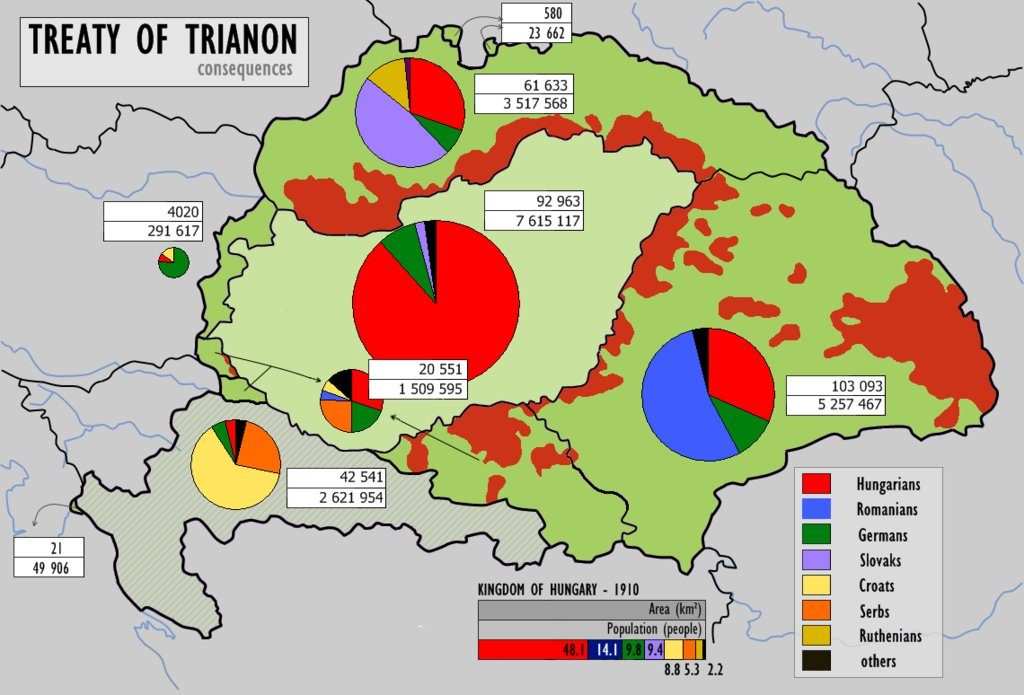 TREATY OF TRIANON
consequences
580
23 662
61 633
3 517 568
92 963
7 615 117
4020
291 617
20 551
1 509 595
103 093
5 257 467
42 541
2 621 954
21
49 906
Hungarians
Romanians
Germans
Slovaks
Croats
Serbs
Ruthenians
others
KINGDOM OF HUNGARY - 1910
Area (km²)
Population (people)
48.1 14.1 9.8 9.4
8.8 5.3 2.2